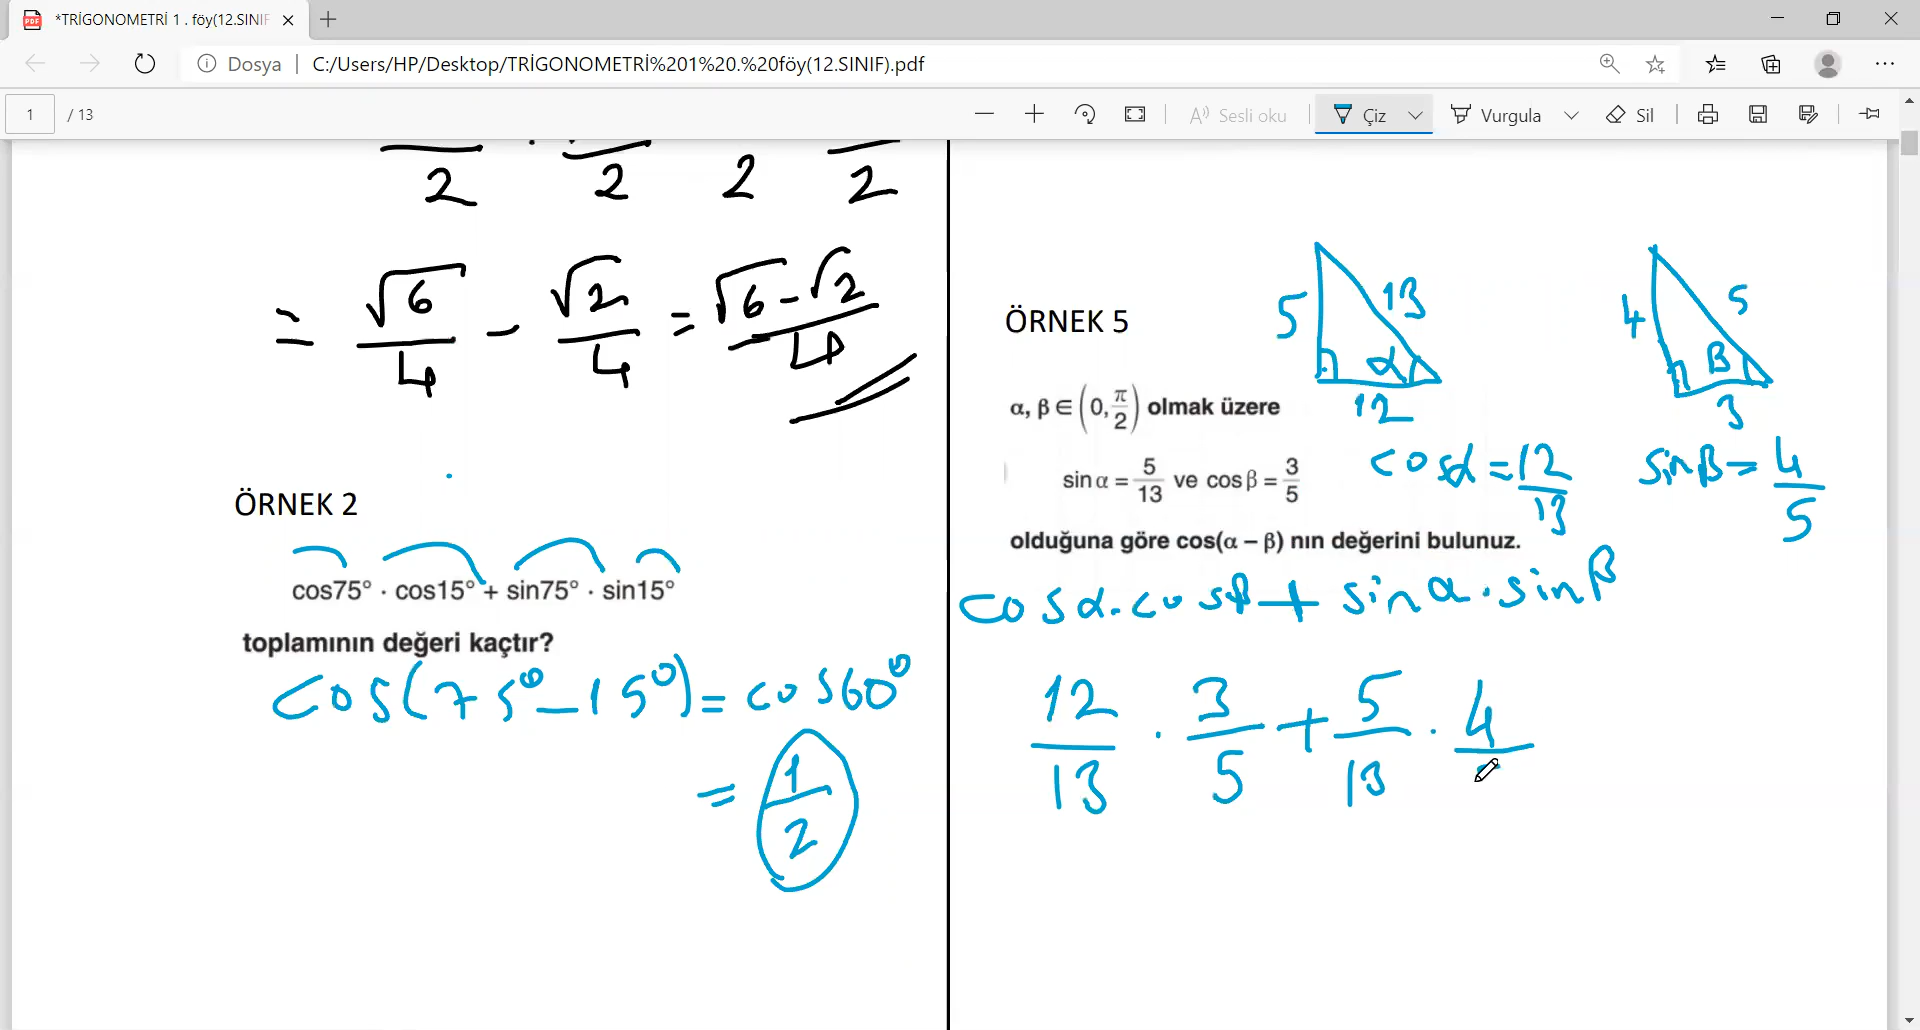 *TRİGONOMETRİ 1 . föy(12.SINIF
Dosya | C:/Users/HP/Desktop/TRİGONOMETRİ%201%20.%20föy(12.SINIF).pdf
1 / 13
Sesli oku
Çiz
Vurgula
Sil
2 2 2 2
= √6/4 - √2/4 = √6-√2/4
ÖRNEK 2
cos75° · cos15° + sin75° · sin15°
toplamının değeri kaçtır?
cos(75°-15°) = cos60°
= 1/2
5 13 α 12
4 5 β 3
ÖRNEK 5
α, β ∈ (0, π/2) olmak üzere
sin α = 5/13 ve cos β = 3/5
cosα = 12/13
sinβ = 4/5
olduğuna göre cos(α – β) nın değerini bulunuz.
cosα.cosβ + sinα.sinβ
12/13 . 3/5 + 5/13 . 4/